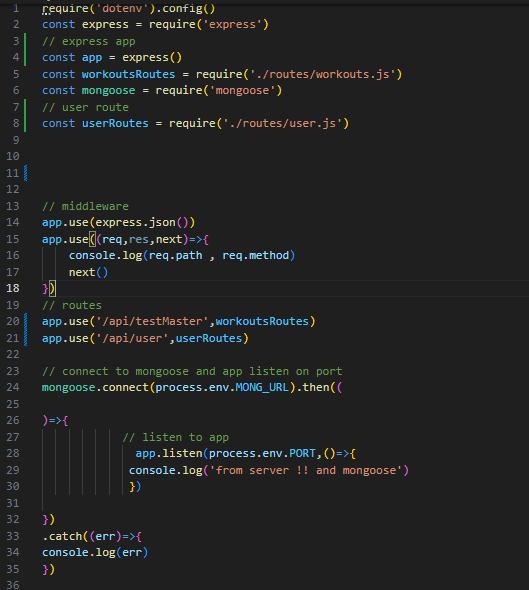 1 require('dotenv').config()
2 const express = require('express')
3 // express app
4 const app = express()
5 const workoutsRoutes = require('./routes/workouts.js')
6 const mongoose = require('mongoose')
7 // user route
8 const userRoutes = require('./routes/user.js')
9
10
11
12
13 // middleware
14 app.use(express.json())
15 app.use((req,res,next)=>{
16 console.log(req.path , req.method)
17 next()
18 })
19 // routes
20 app.use('/api/testMaster',workoutsRoutes)
21 app.use('/api/user',userRoutes)
22
23 // connect to mongoose and app listen on port
24 mongoose.connect(process.env.MONG_URL).then((
25
26 )=>{
27 // listen to app
28 app.listen(process.env.PORT,()=>{
29 console.log('from server !! and mongoose')
30 })
31
32 })
33 .catch((err)=>{
34 console.log(err)
35 })
36